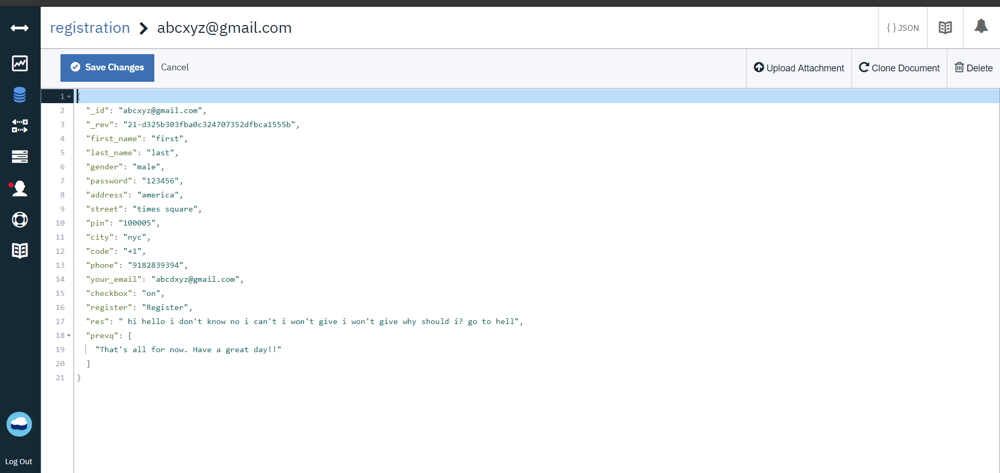 registration > abcxyz@gmail.com
{ } JSON
Save Changes
Cancel
Upload Attachment
Clone Document
Delete
1 {
2 "_id": "abcxyz@gmail.com",
3 "_rev": "21-d325b303fba0c324707352dfbca1555b",
4 "first_name": "first",
5 "last_name": "last",
6 "gender": "male",
7 "password": "123456",
8 "address": "america",
9 "street": "times square",
10 "pin": "100005",
11 "city": "nyc",
12 "code": "+1",
13 "phone": "9182839394",
14 "your_email": "abcdxyz@gmail.com",
15 "checkbox": "on",
16 "register": "Register",
17 "res": " hi hello i don't know no i can't i won't give i won't give why should i? go to hell",
18 "prevq": [
19 "That's all for now. Have a great day!!"
20 ]
21 }
Log Out